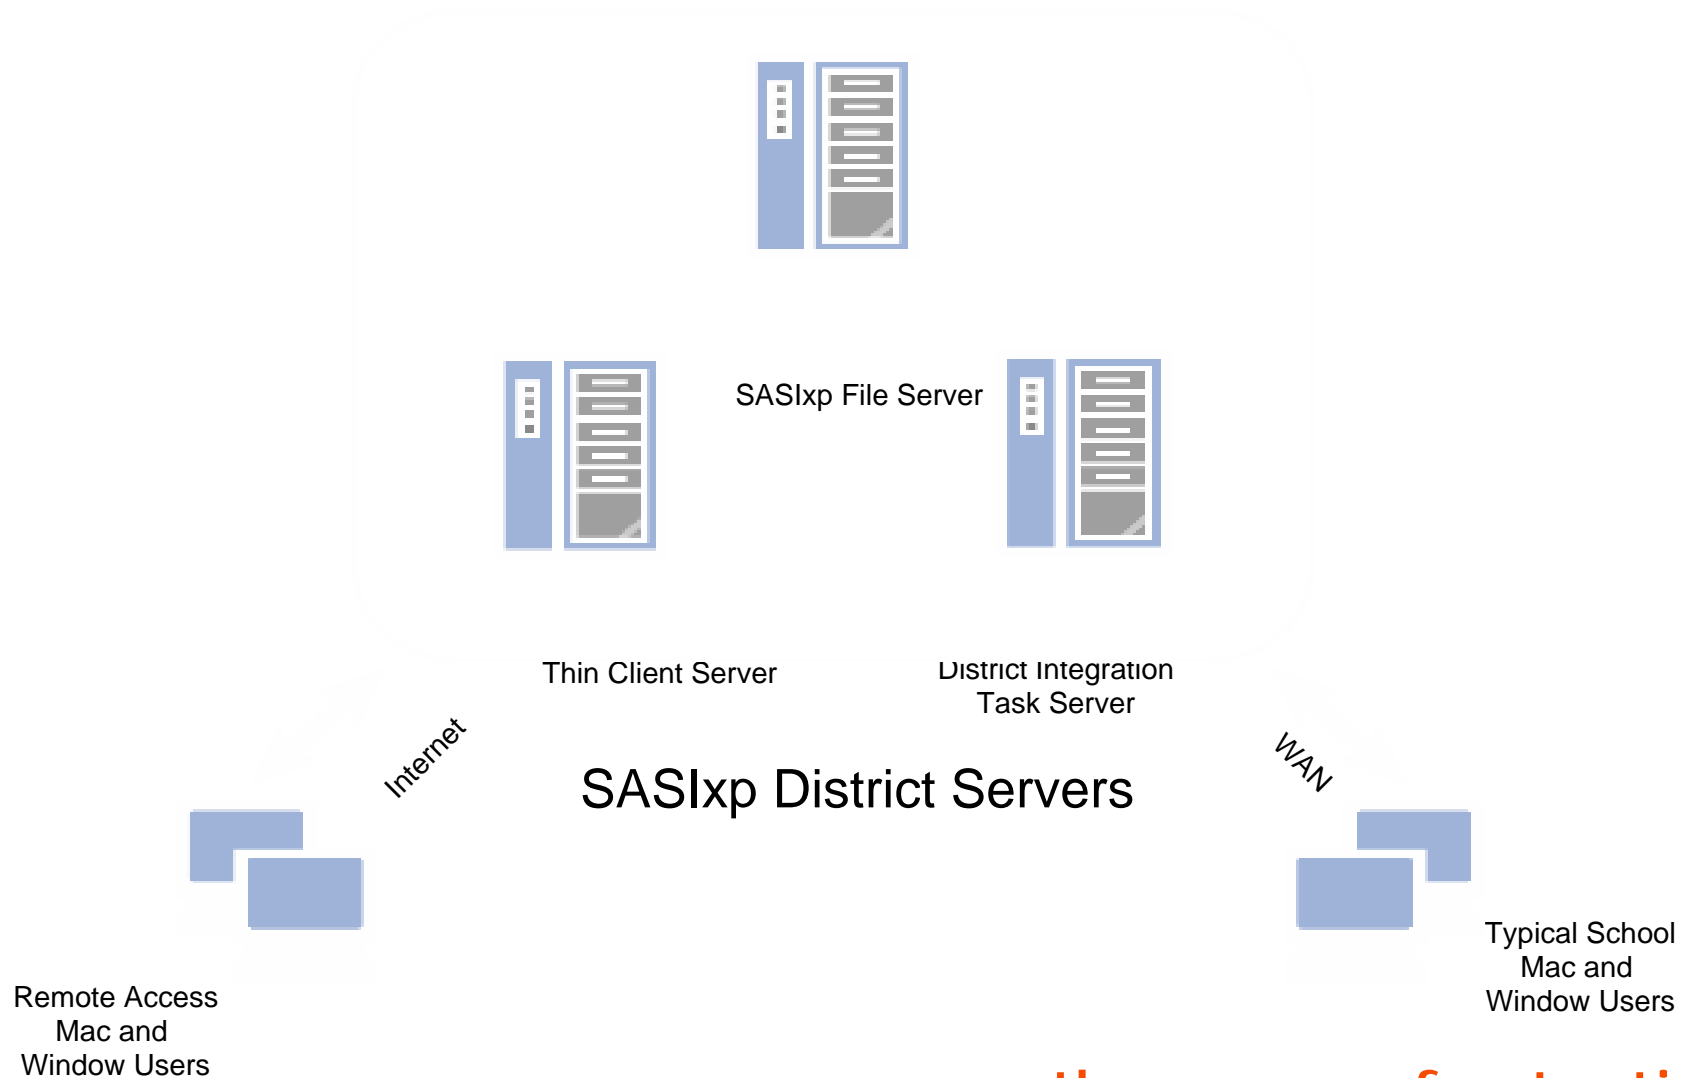 SASIxp File Server
Thin Client Server
District Integration
Task Server
Internet
WAN
SASIxp District Servers
Typical School
Mac and
Window Users
Remote Access
Mac and
Window Users